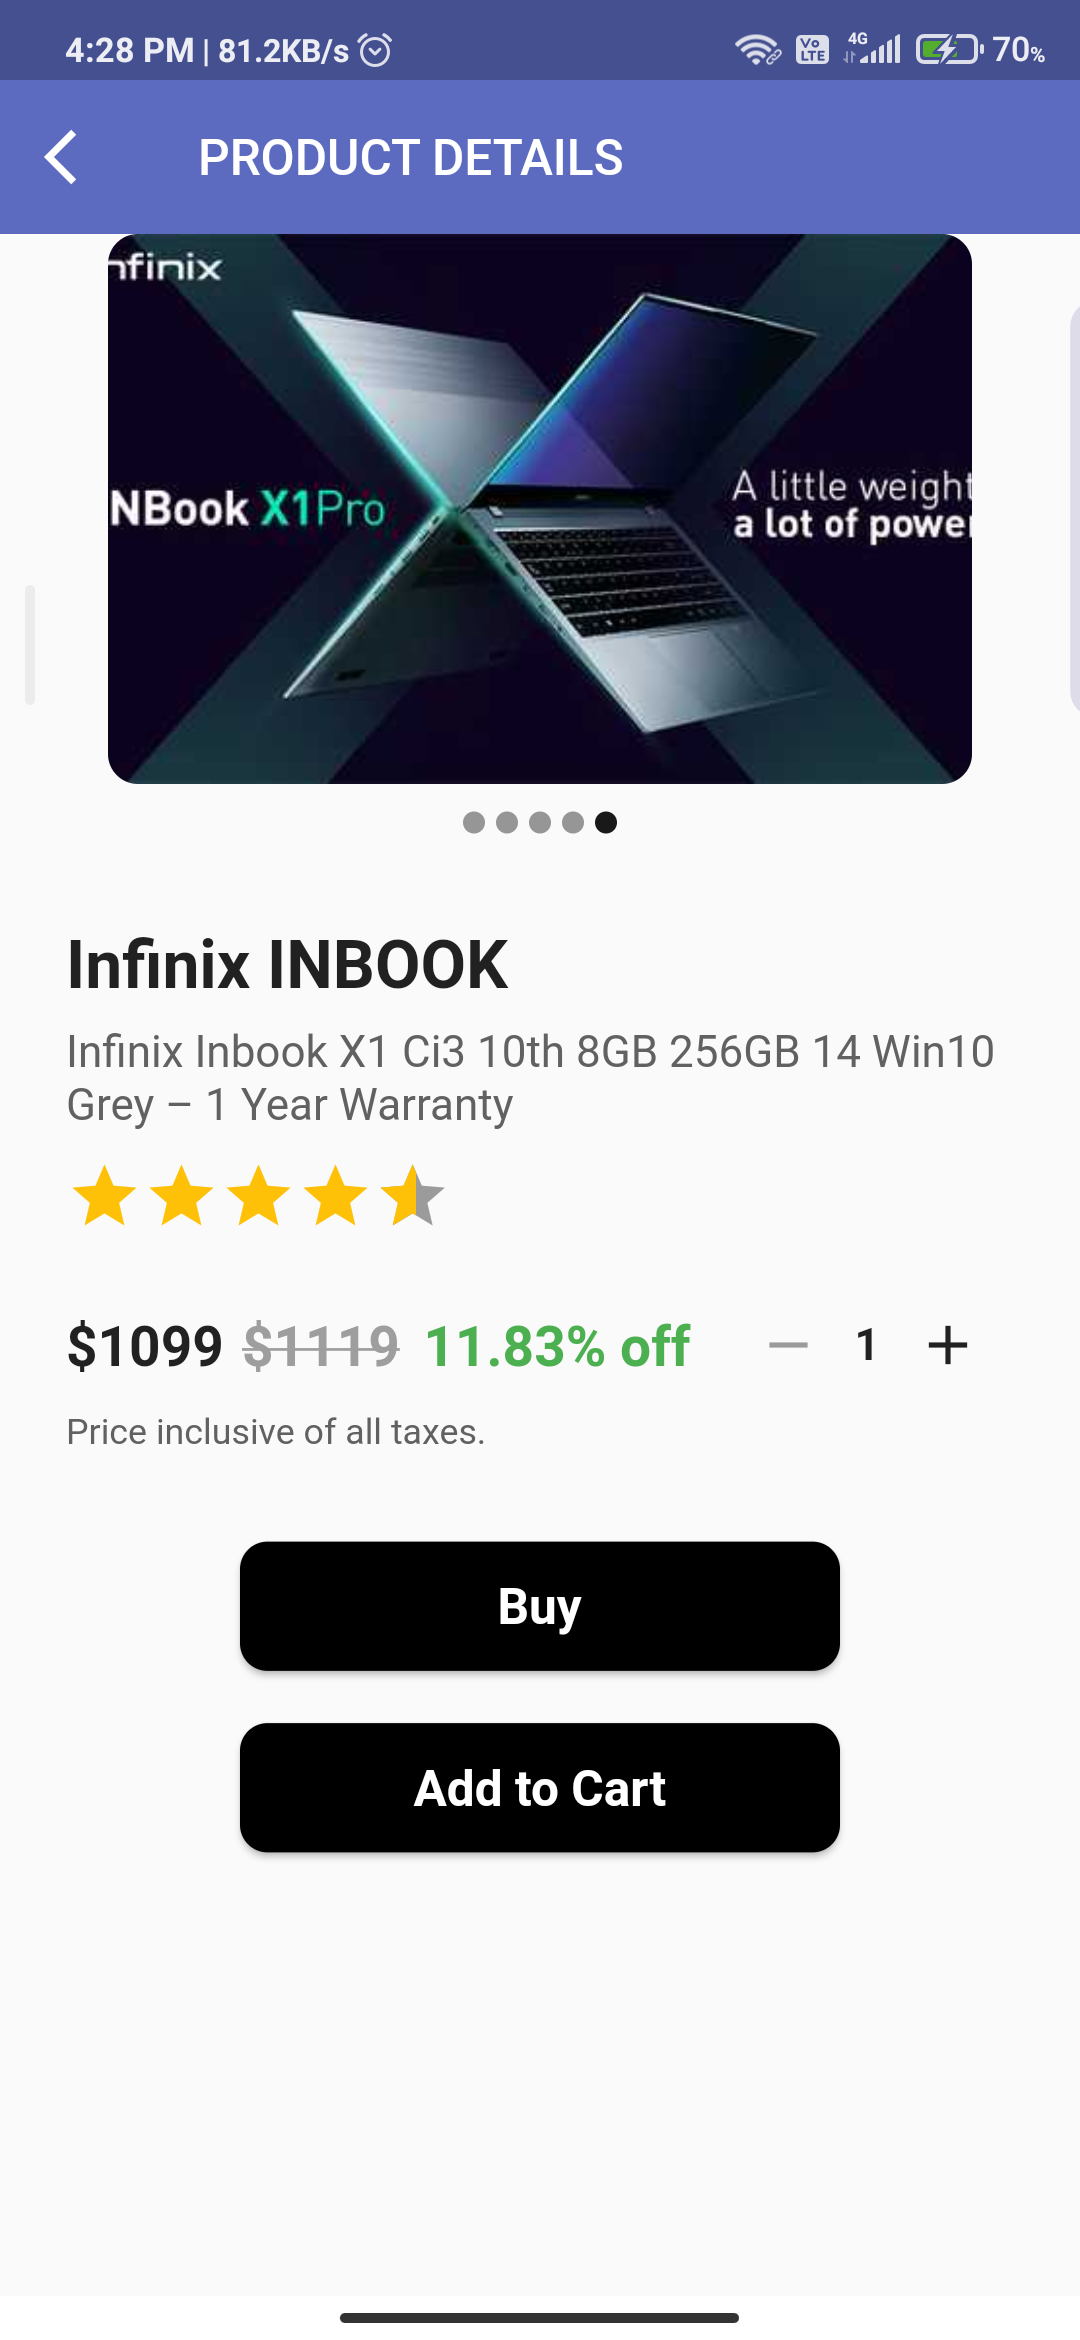 4:28 PM | 81.2KB/s
Vo LTE 4G 70%
PRODUCT DETAILS
nfinix
NBook X1Pro
A little weight
a lot of power
Infinix INBOOK
Infinix Inbook X1 Ci3 10th 8GB 256GB 14 Win10
Grey – 1 Year Warranty
$1099 $1119 11.83% off 1
Price inclusive of all taxes.
Buy
Add to Cart